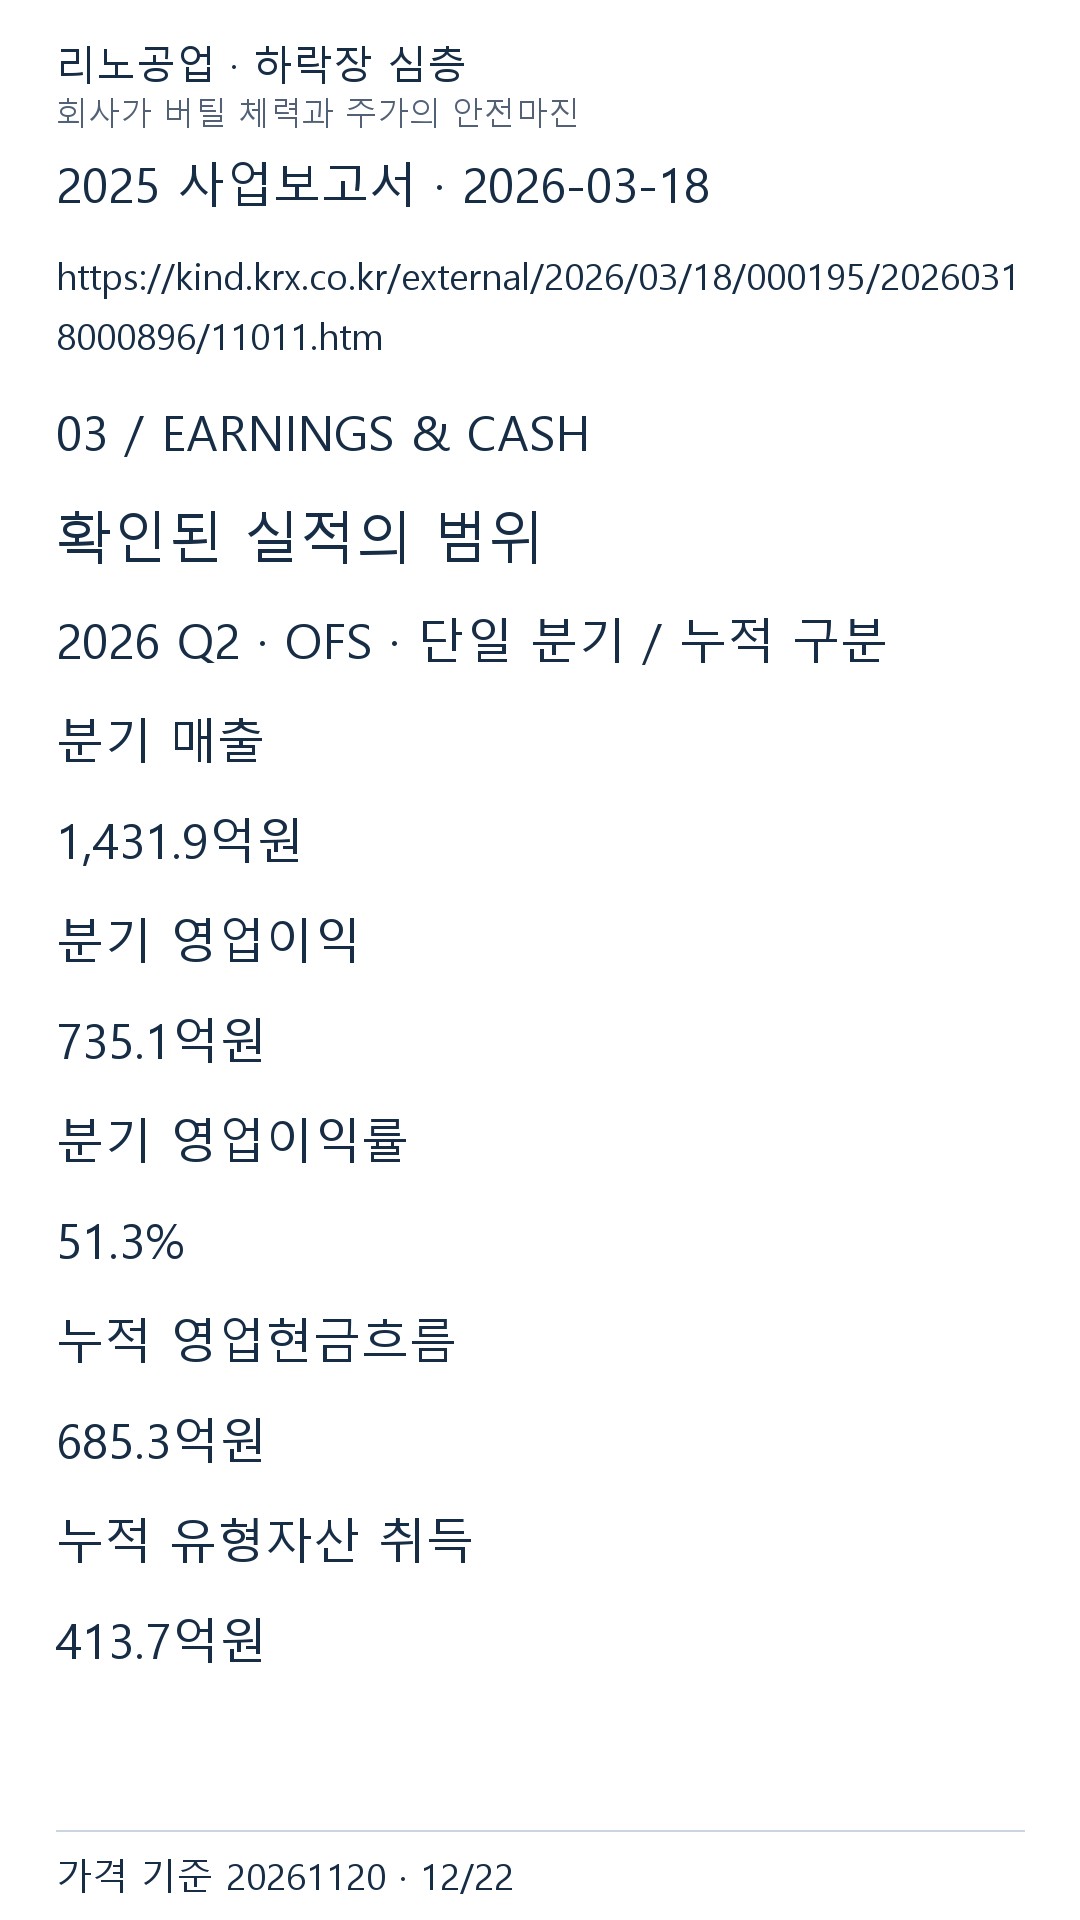 리노공업 · 하락장 심층
회사가 버틸 체력과 주가의 안전마진
2025 사업보고서 · 2026-03-18
https://kind.krx.co.kr/external/2026/03/18/000195/2026031
8000896/11011.htm
03 / EARNINGS & CASH
확인된 실적의 범위
2026 Q2 · OFS · 단일 분기 / 누적 구분
분기 매출
1,431.9억원
분기 영업이익
735.1억원
분기 영업이익률
51.3%
누적 영업현금흐름
685.3억원
누적 유형자산 취득
413.7억원
가격 기준 20261120 · 12/22